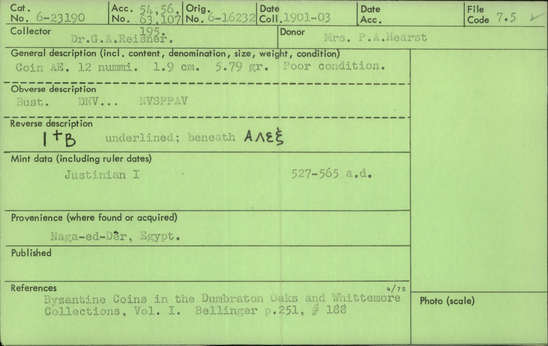 Cat. No. 6-23190 Acc. No. 54,56, 63,107 195. Orig. No. 6-16232 Date Coll. 1901-03 Date Acc. File Code 7.5 ✓
Collector Dr.G.A.Reisner. Donor Mrs. P.A.Hearst
General description (incl. content, denomination, size, weight, condition)
Coin AE. 12 nummi. 1.9 cm. 5.79 gr. Poor condition.
Obverse description
Bust. DNV... NVSPPAV
Reverse description
I+B underlined; beneath ΑΛεξ
Mint data (including ruler dates)
Justinian I 527-565 a.d.
Provenience (where found or acquired)
Naga-ed-Dêr, Egypt.
Published
References 4/75
Byzantine Coins in the Dumbraton Oaks and Whittemore
Collections, Vol. I. Bellinger p.251, # 188
Photo (scale)